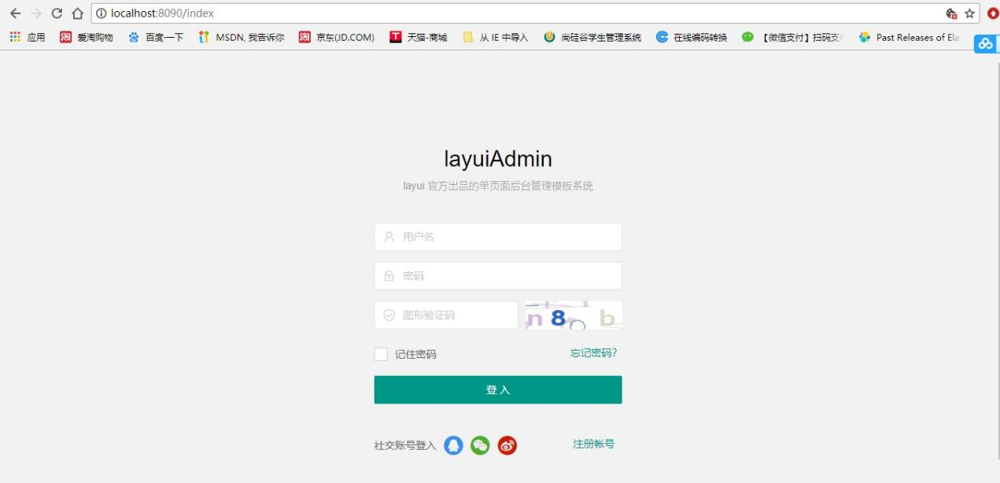 localhost:8090/index
应用 爱淘购物 百度一下 MSDN, 我告诉你 京东(JD.COM) 天猫-商城 从 IE 中导入 尚硅谷学生管理系统 在线编码转换 【微信支付】扫码支 Past Releases of Ela
layuiAdmin
layui 官方出品的单页面后台管理模板系统
用户名
密码
图形验证码
n 8 b
记住密码 忘记密码?
登 入
社交账号登入 注册帐号